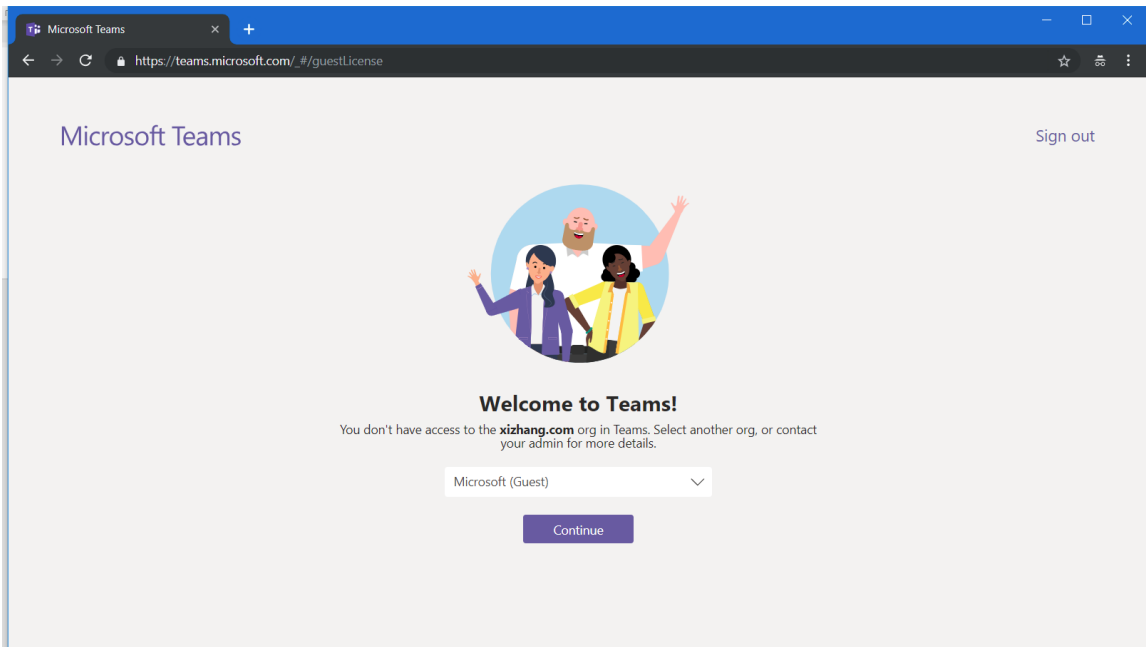 Microsoft Teams
https://teams.microsoft.com/_#/guestLicense
Microsoft Teams
Sign out
Welcome to Teams!
You don't have access to the xizhang.com org in Teams. Select another org, or contact
your admin for more details.
Microsoft (Guest)
Continue